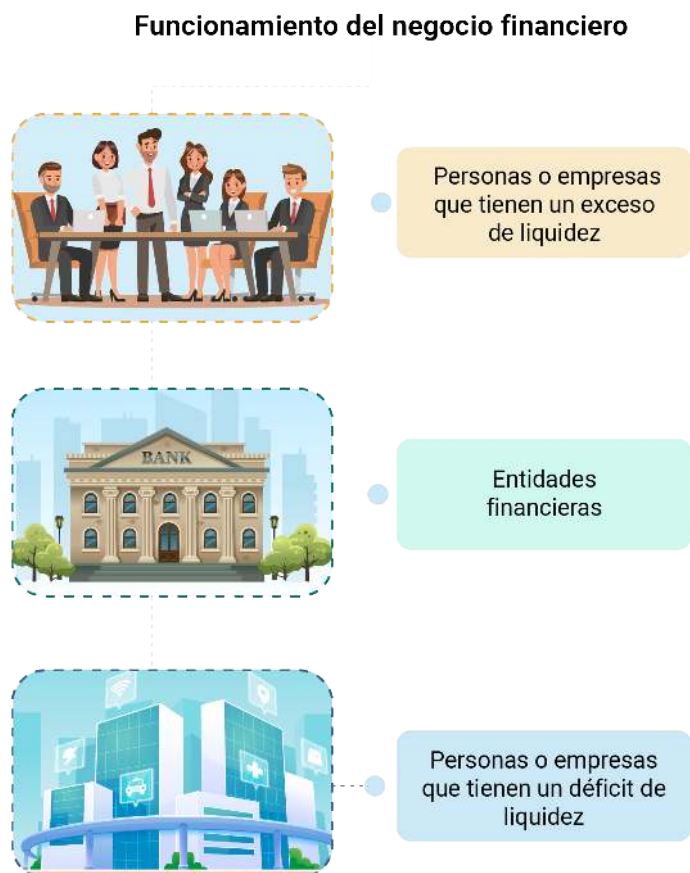 Funcionamiento del negocio financiero
Personas o empresas
que tienen un exceso
de liquidez
BANK
Entidades
financieras
Personas o empresas
que tienen un déficit de
liquidez